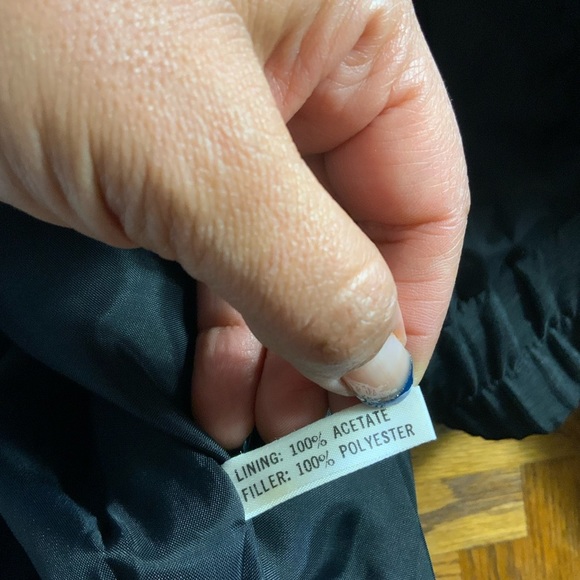 LINING: 100% ACETATE
FILLER: 100% POLYESTER